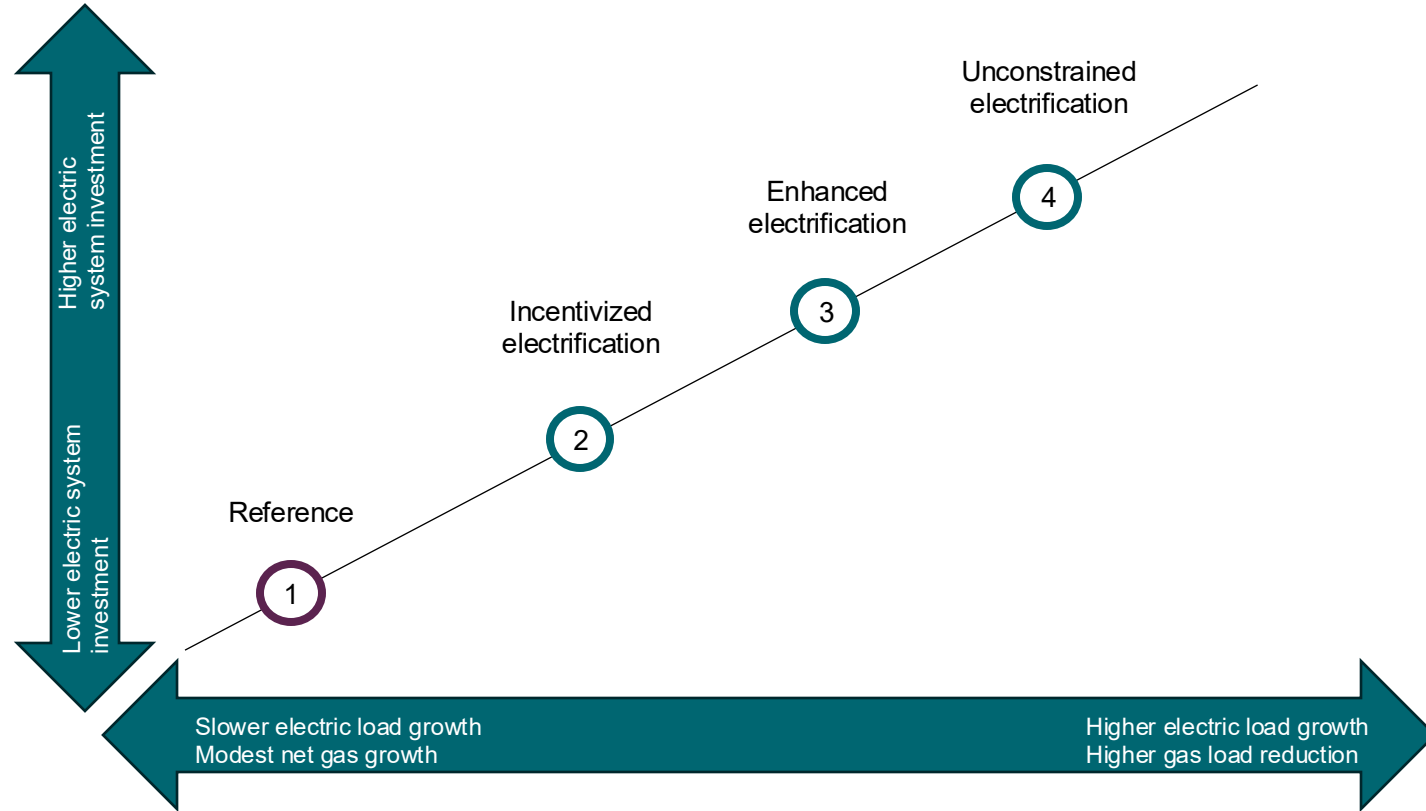 Unconstrained
electrification
Enhanced
electrification
Incentivized
electrification
Reference
4
3
2
1
Higher electric
system investment
Lower electric system
investment
Slower electric load growth
Modest net gas growth
Higher electric load growth
Higher gas load reduction